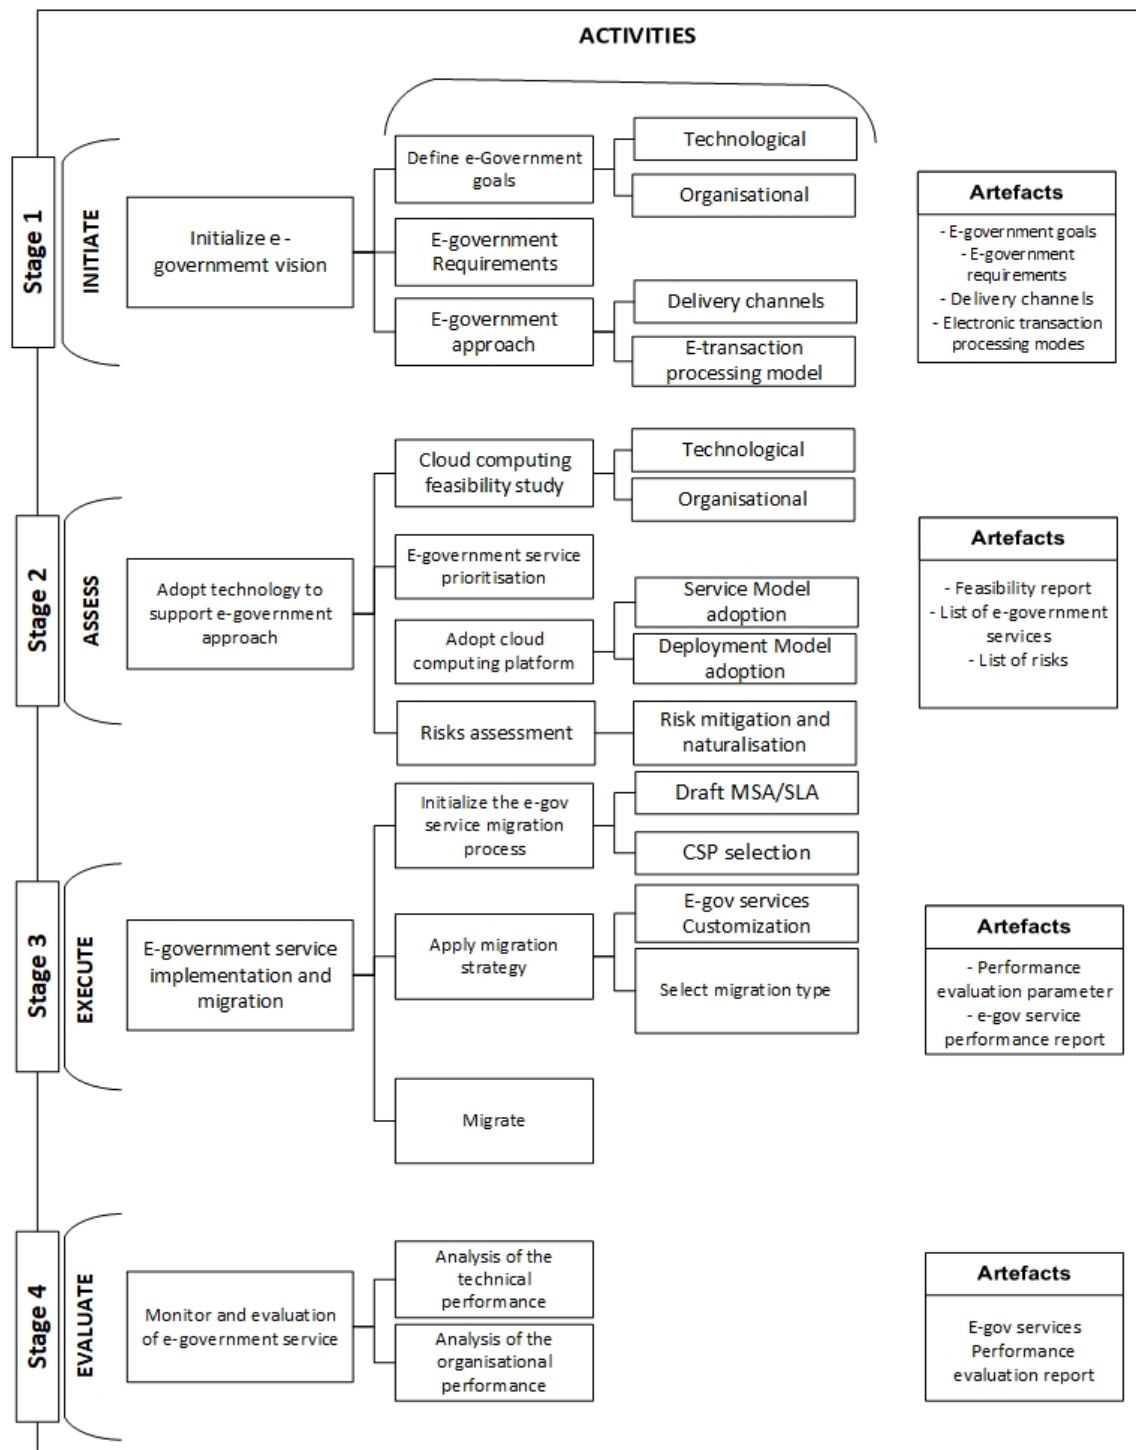 ACTIVITIES
Stage 1
INITIATE
Initialize e -
governemt vision
Define e-Government
goals
Technological
Organisational
E-government
Requirements
E-government
approach
Delivery channels
E-transaction
processing model
Artefacts
- E-government goals
- E-government
requirements
- Delivery channels
- Electronic transaction
processing modes
Stage 2
ASSESS
Adopt technology to
support e-government
approach
Cloud computing
feasibility study
Technological
Organisational
E-government service
prioritisation
Adopt cloud
computing platform
Service Model
adoption
Deployment Model
adoption
Risks assessment
Risk mitigation and
naturalisation
Artefacts
- Feasibility report
- List of e-government
services
- List of risks
Stage 3
EXECUTE
E-government service
implementation and
migration
Initialize the e-gov
service migration
process
Draft MSA/SLA
CSP selection
Apply migration
strategy
E-gov services
Customization
Select migration type
Migrate
Artefacts
- Performance
evaluation parameter
- e-gov service
performance report
Stage 4
EVALUATE
Monitor and evaluation
of e-government service
Analysis of the
technical
performance
Analysis of the
organisational
performance
Artefacts
E-gov services
Performance
evaluation report